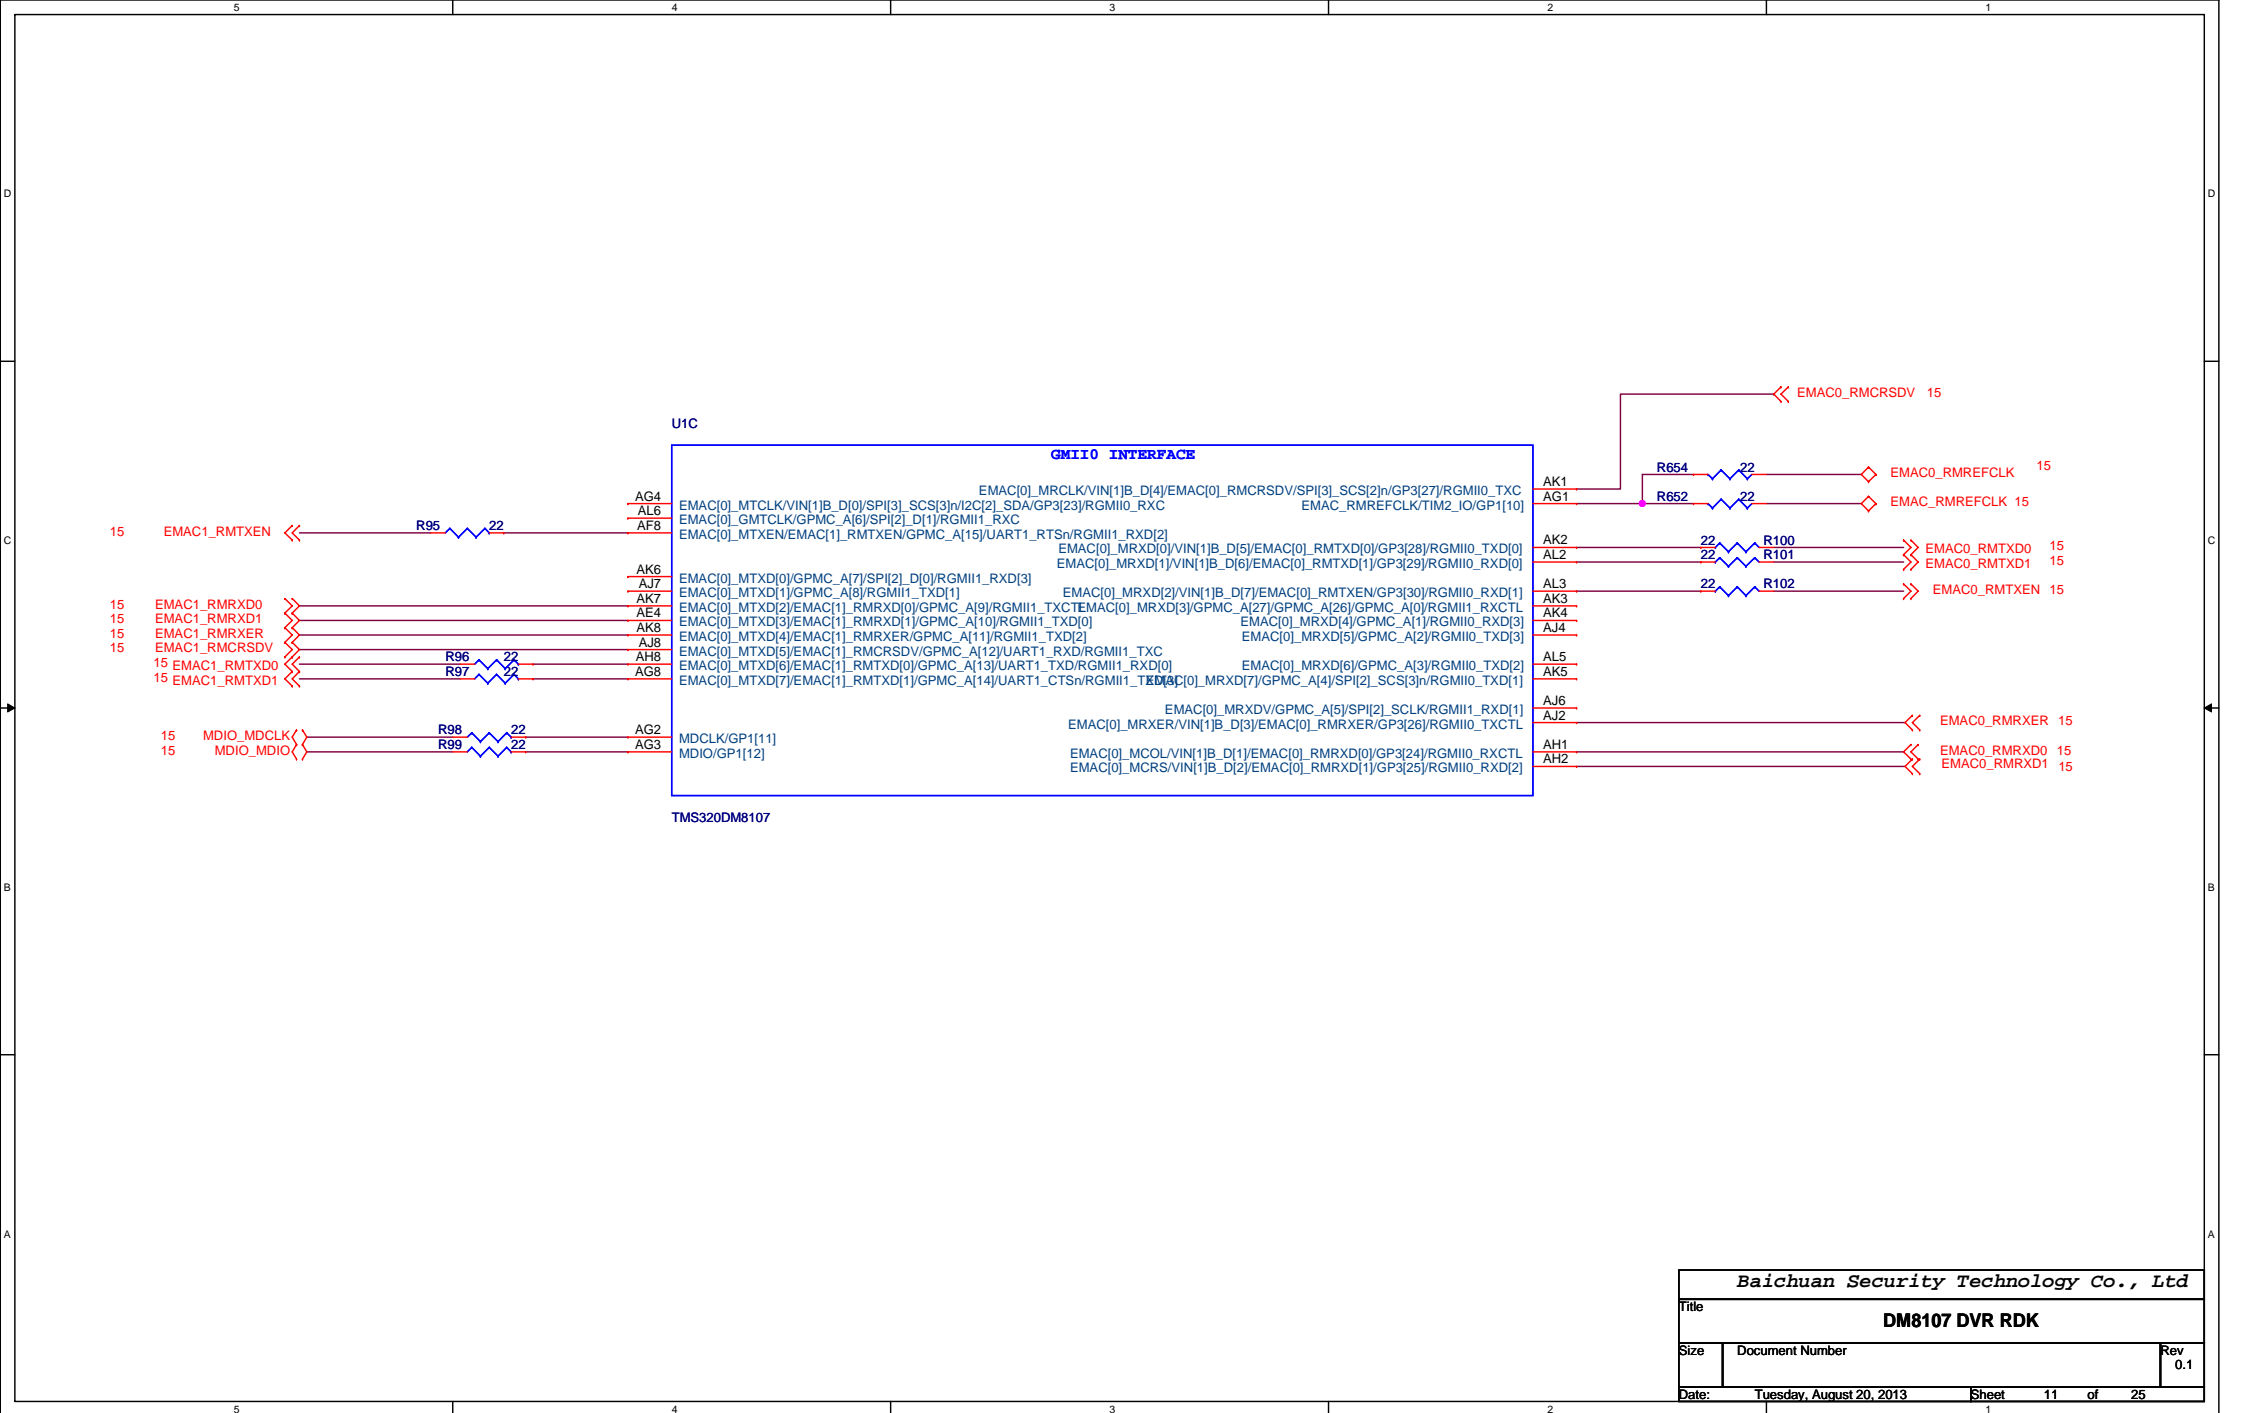 5 4 3 2 1
D D
C C
B B
A A
U1C
GMII0 INTERFACE
AG4 EMAC[0]_MTCLK/VIN[1]B_D[0]/SPI[3]_SCS[3]n/I2C[2]_SDA/GP3[23]/RGMII0_RXC
AL6 EMAC[0]_GMTCLK/GPMC_A[6]/SPI[2]_D[1]/RGMII1_RXC
15 EMAC1_RMTXEN R95 22 AF8 EMAC[0]_MTXEN/EMAC[1]_RMTXEN/GPMC_A[15]/UART1_RTSn/RGMII1_RXD[2]
AK6 EMAC[0]_MTXD[0]/GPMC_A[7]/SPI[2]_D[0]/RGMII1_RXD[3]
AJ7 EMAC[0]_MTXD[1]/GPMC_A[8]/RGMII1_TXD[1]
15 EMAC1_RMRXD0 AK7 EMAC[0]_MTXD[2]/EMAC[1]_RMRXD[0]/GPMC_A[9]/RGMII1_TXCTL
15 EMAC1_RMRXD1 AE4 EMAC[0]_MTXD[3]/EMAC[1]_RMRXD[1]/GPMC_A[10]/RGMII1_TXD[0]
15 EMAC1_RMRXER AK8 EMAC[0]_MTXD[4]/EMAC[1]_RMRXER/GPMC_A[11]/RGMII1_TXD[2]
15 EMAC1_RMCRSDV AJ8 EMAC[0]_MTXD[5]/EMAC[1]_RMCRSDV/GPMC_A[12]/UART1_RXD/RGMII1_TXC
15 EMAC1_RMTXD0 R96 22 AH8 EMAC[0]_MTXD[6]/EMAC[1]_RMTXD[0]/GPMC_A[13]/UART1_TXD/RGMII1_RXD[0]
15 EMAC1_RMTXD1 R97 22 AG8 EMAC[0]_MTXD[7]/EMAC[1]_RMTXD[1]/GPMC_A[14]/UART1_CTSn/RGMII1_
15 MDIO_MDCLK R98 22 AG2 MDCLK/GP1[11]
15 MDIO_MDIO R99 22 AG3 MDIO/GP1[12]
EMAC0_RMCRSDV 15
EMAC[0]_MRCLK/VIN[1]B_D[4]/EMAC[0]_RMCRSDV/SPI[3]_SCS[2]n/GP3[27]/RGMII0_TXC AK1
R654 22 EMAC0_RMREFCLK 15
EMAC_RMREFCLK/TIM2_IO/GP1[10] AG1 R652 22 EMAC_RMREFCLK 15
EMAC[0]_MRXD[0]/VIN[1]B_D[5]/EMAC[0]_RMTXD[0]/GP3[28]/RGMII0_TXD[0] AK2 22 R100 EMAC0_RMTXD0 15
EMAC[0]_MRXD[1]/VIN[1]B_D[6]/EMAC[0]_RMTXD[1]/GP3[29]/RGMII0_RXD[0] AL2 22 R101 EMAC0_RMTXD1 15
EMAC[0]_MRXD[2]/VIN[1]B_D[7]/EMAC[0]_RMTXEN/GP3[30]/RGMII0_RXD[1] AL3 22 R102 EMAC0_RMTXEN 15
EMAC[0]_MRXD[3]/GPMC_A[27]/GPMC_A[26]/GPMC_A[0]/RGMII1_RXCTL AK3
EMAC[0]_MRXD[4]/GPMC_A[1]/RGMII0_RXD[3] AK4
EMAC[0]_MRXD[5]/GPMC_A[2]/RGMII0_TXD[3] AJ4
EMAC[0]_MRXD[6]/GPMC_A[3]/RGMII0_TXD[2] AL5
EMAC[0]_MRXD[7]/GPMC_A[4]/SPI[2]_SCS[3]n/RGMII0_TXD[1] AK5
EMAC[0]_MRXDV/GPMC_A[5]/SPI[2]_SCLK/RGMII1_RXD[1] AJ6
EMAC[0]_MRXER/VIN[1]B_D[3]/EMAC[0]_RMRXER/GP3[26]/RGMII0_TXCTL AJ2 EMAC0_RMRXER 15
EMAC[0]_MCOL/VIN[1]B_D[1]/EMAC[0]_RMRXD[0]/GP3[24]/RGMII0_RXCTL AH1 EMAC0_RMRXD0 15
EMAC[0]_MCRS/VIN[1]B_D[2]/EMAC[0]_RMRXD[1]/GP3[25]/RGMII0_RXD[2] AH2 EMAC0_RMRXD1 15
TMS320DM8107
Baichuan Security Technology Co., Ltd
Title
DM8107 DVR RDK
Size Document Number Rev
0.1
Date: Tuesday, August 20, 2013 Sheet 11 of 25
5 4 3 2 1